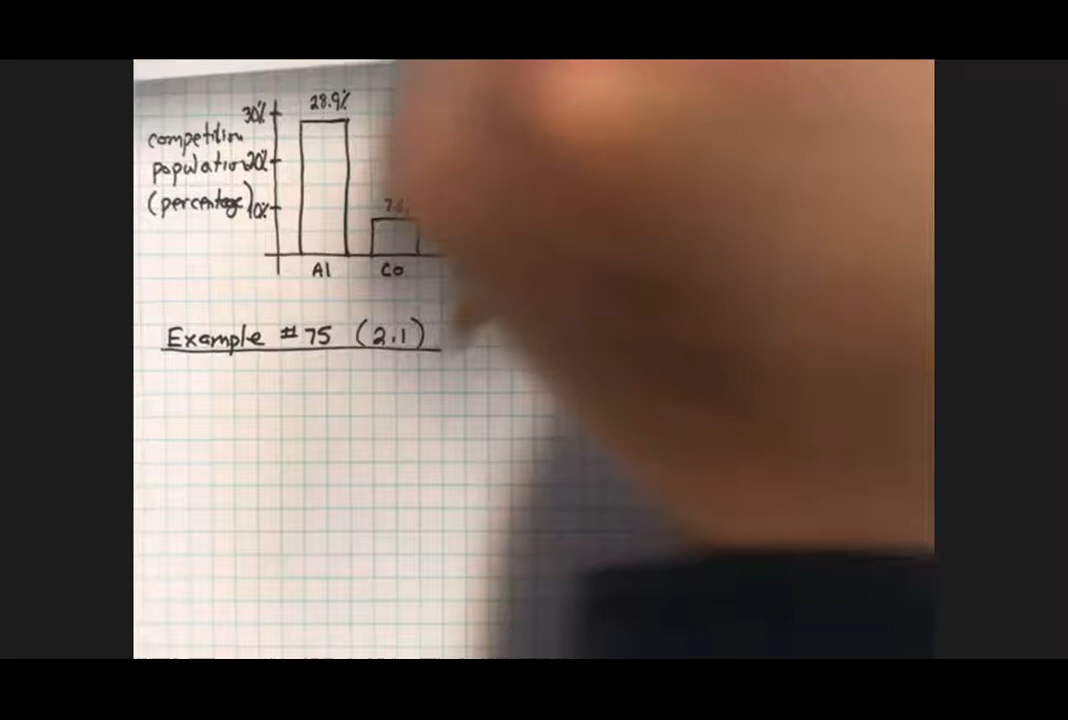 30% 28.9%
competition
population 20%
(percentage) 10%
Al Co
Example # 75 (2.1)